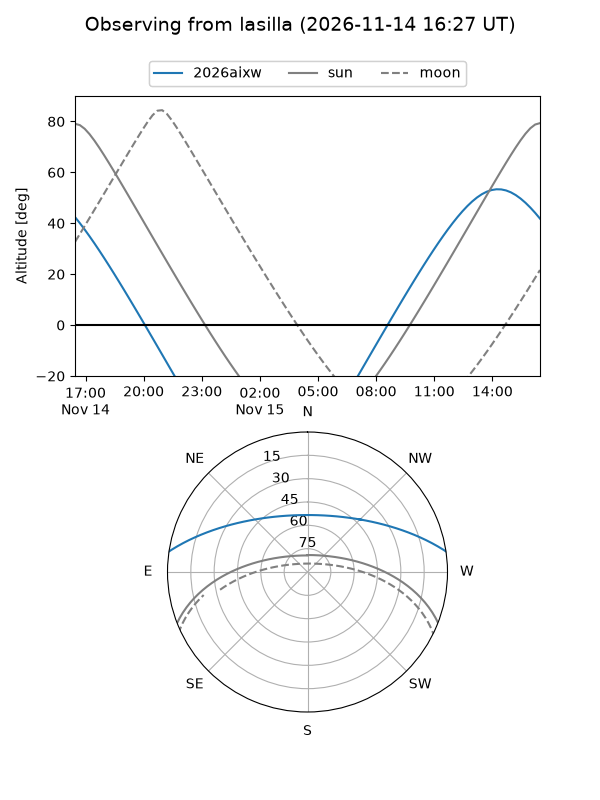 Observing from lasilla (2026-11-14 16:27 UT)
2026aixw sun moon
Altitude [deg]
80
60
40
20
0
−20
17:00 20:00 23:00 02:00 05:00 08:00 11:00 14:00
Nov 14 Nov 15
N
NE NW
15
30
45
60
75
E W
SE SW
S